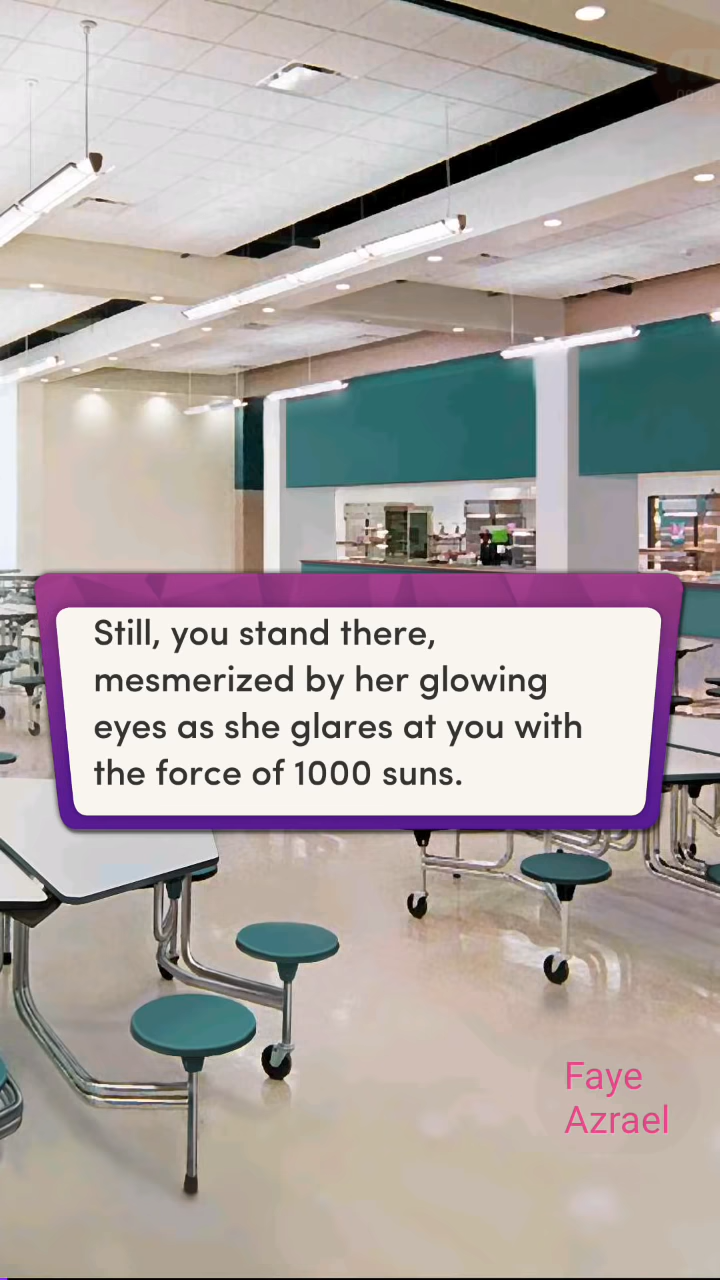 Still, you stand there,
mesmerized by her glowing
eyes as she glares at you with
the force of 1000 suns.
Faye
Azrael